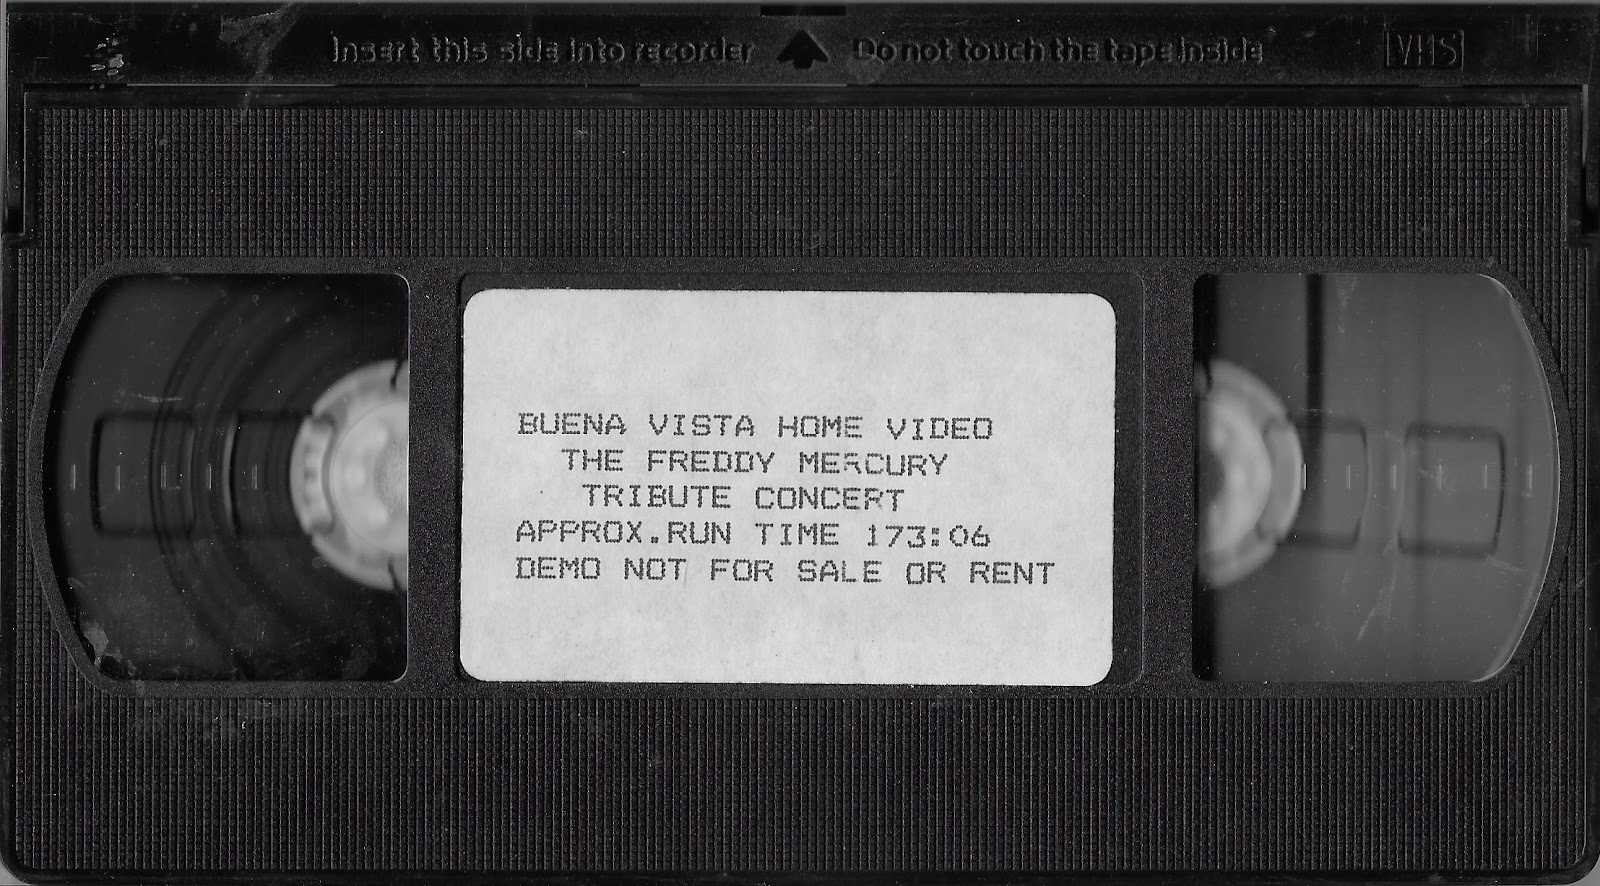 Insert this side into recorder Do not touch the tape inside VHS
BUENA VISTA HOME VIDEO
THE FREDDY MERCURY
TRIBUTE CONCERT
APPROX.RUN TIME 173:06
DEMO NOT FOR SALE OR RENT